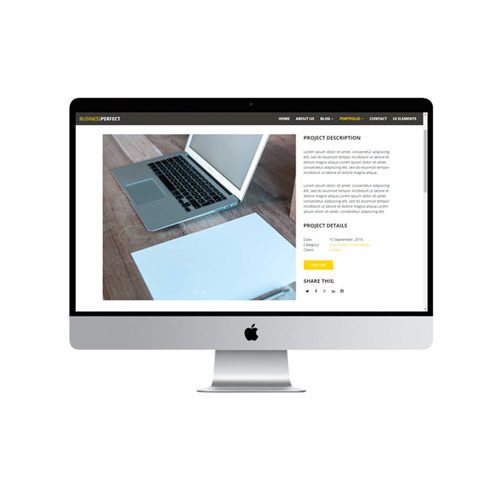 BUSINESSPERFECT
HOME ABOUT US BLOG PORTFOLIO CONTACT UI ELEMENTS
PROJECT DESCRIPTION
Lorem ipsum dolor sit amet, consectetur adipiscing
elit, sed do eiusmod tempor incididunt ut labore et
dolore magna aliqua.Lorem ipsum dolor sit amet,
consectetur adipiscing elit, sed do eiusmod tempor
incididunt ut labore et dolore magna aliqua.
Lorem ipsum dolor sit amet, consectetur adipiscing
elit, sed do eiusmod tempor incididunt ut labore et
dolore magna aliqua.Lorem ipsum dolor sit amet,
consectetur adipiscing elit, sed do eiusmod tempor
incididunt ut labore et dolore magna aliqua.Lorem
ipsum dolor sit amet, consectetur adipiscing elit.
PROJECT DETAILS
Date: 10 September, 2016
Category:
Client:
SHARE THIS: